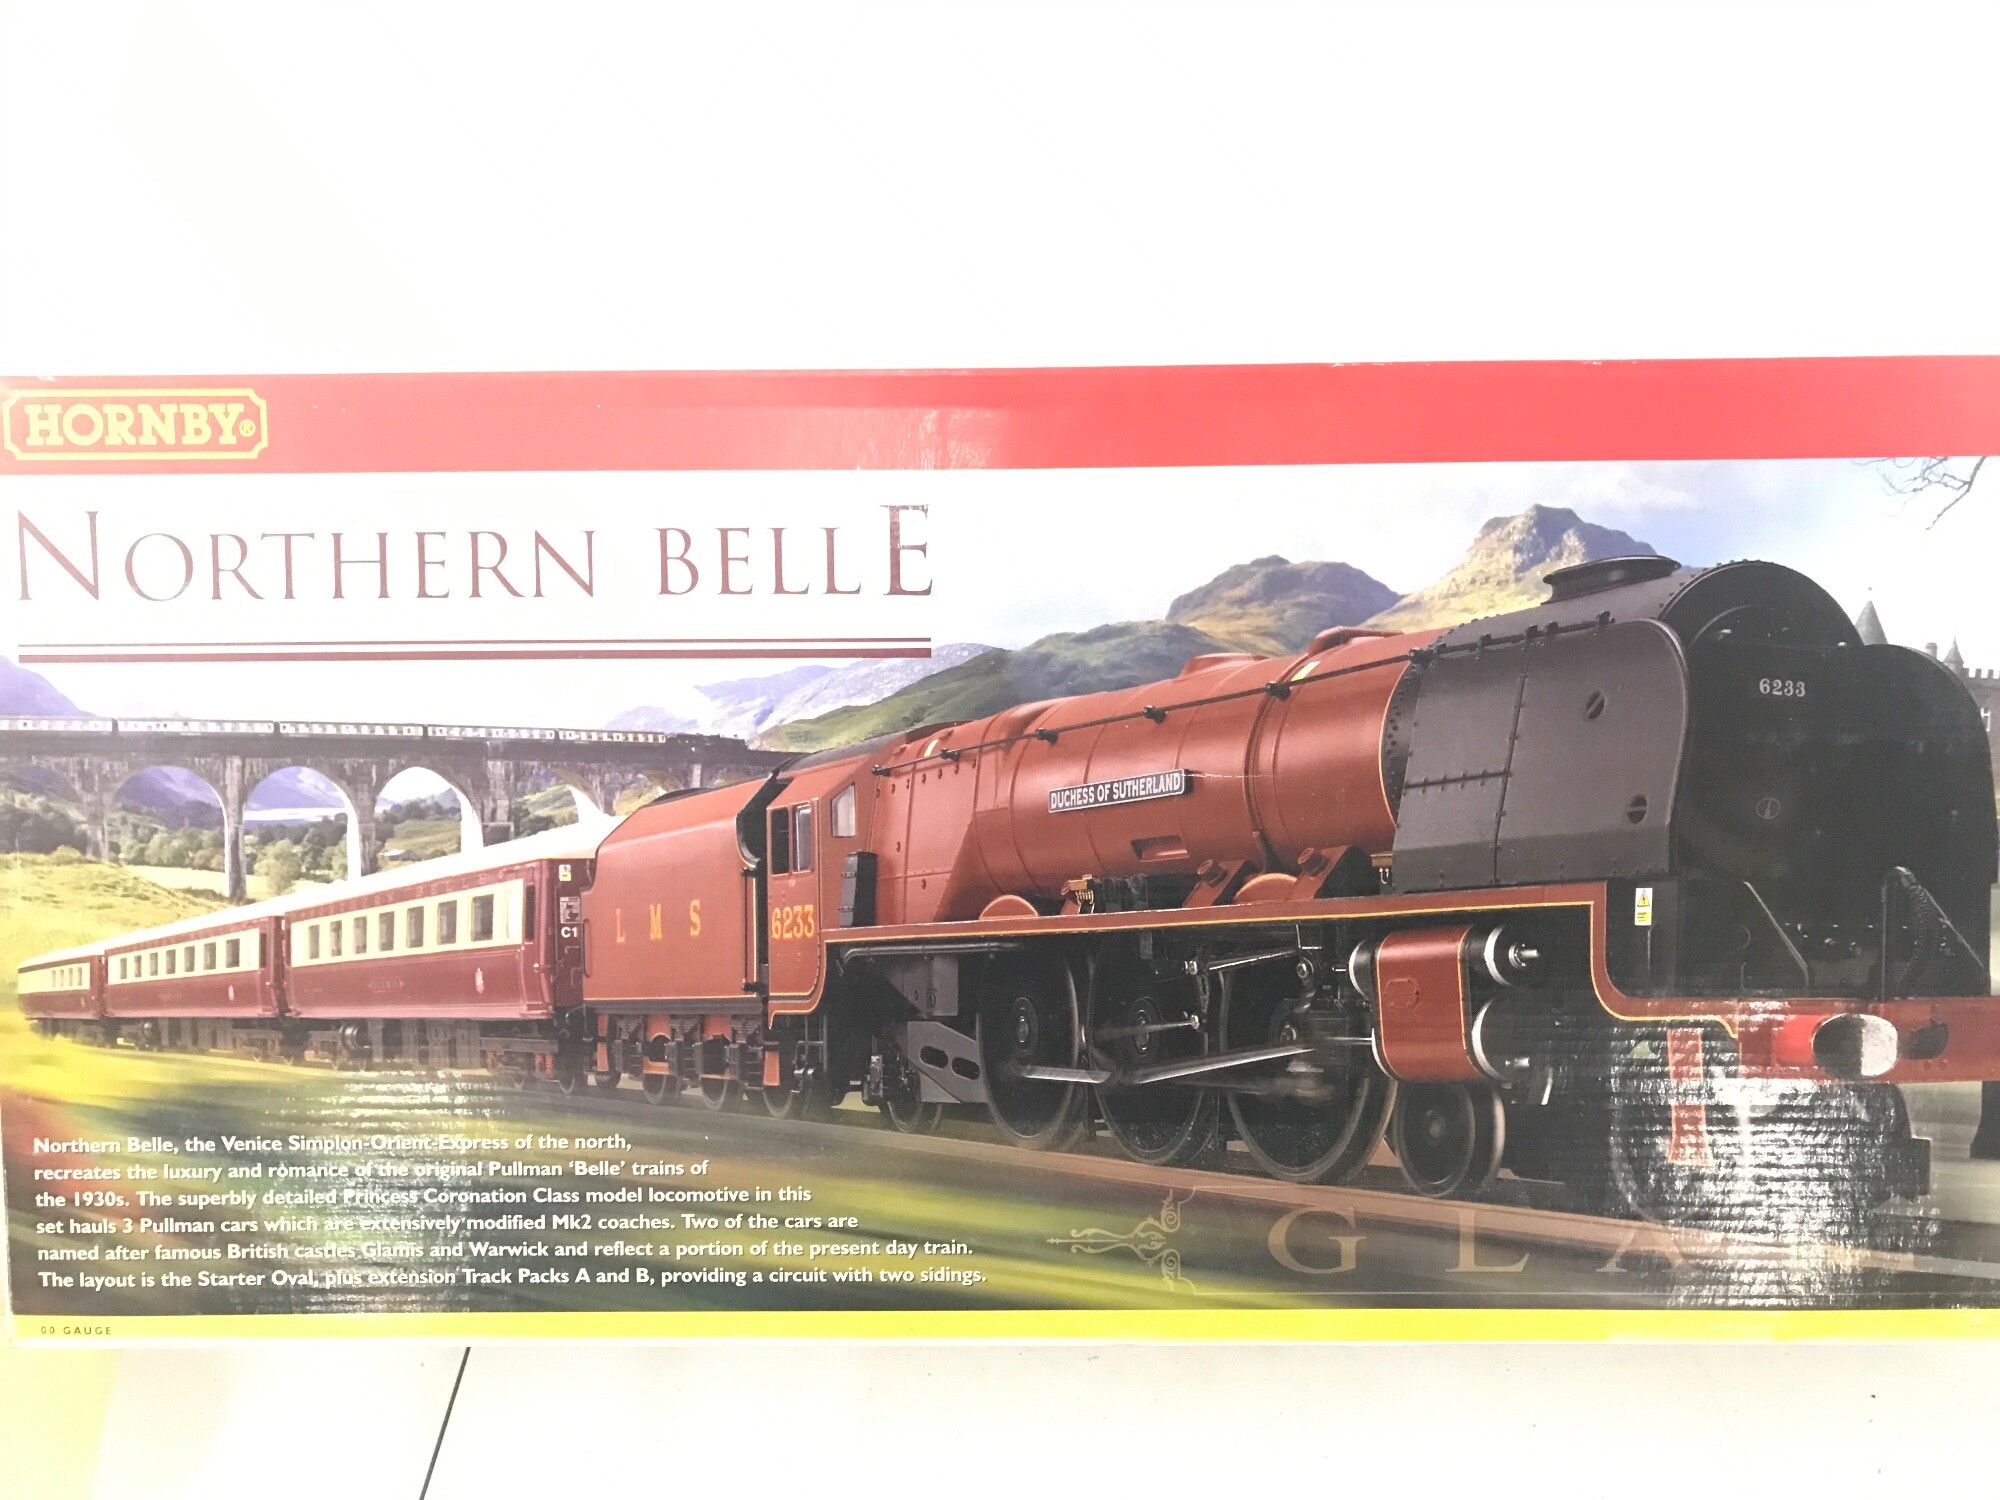 HORNBY®
NORTHERN BELLE
6233
DUCHESS OF SUTHERLAND
L M S
6233
C1
Northern Belle, the Venice Simplon-Orient-Express of the north,
recreates the luxury and romance of the original Pullman 'Belle' trains of
the 1930s. The superbly detailed Princess Coronation Class model locomotive in this
set hauls 3 Pullman cars which are extensively modified Mk2 coaches. Two of the cars are
named after famous British castles Glamis and Warwick and reflect a portion of the present day train.
The layout is the Starter Oval, plus extension Track Packs A and B, providing a circuit with two sidings.
G L A
00 GAUGE